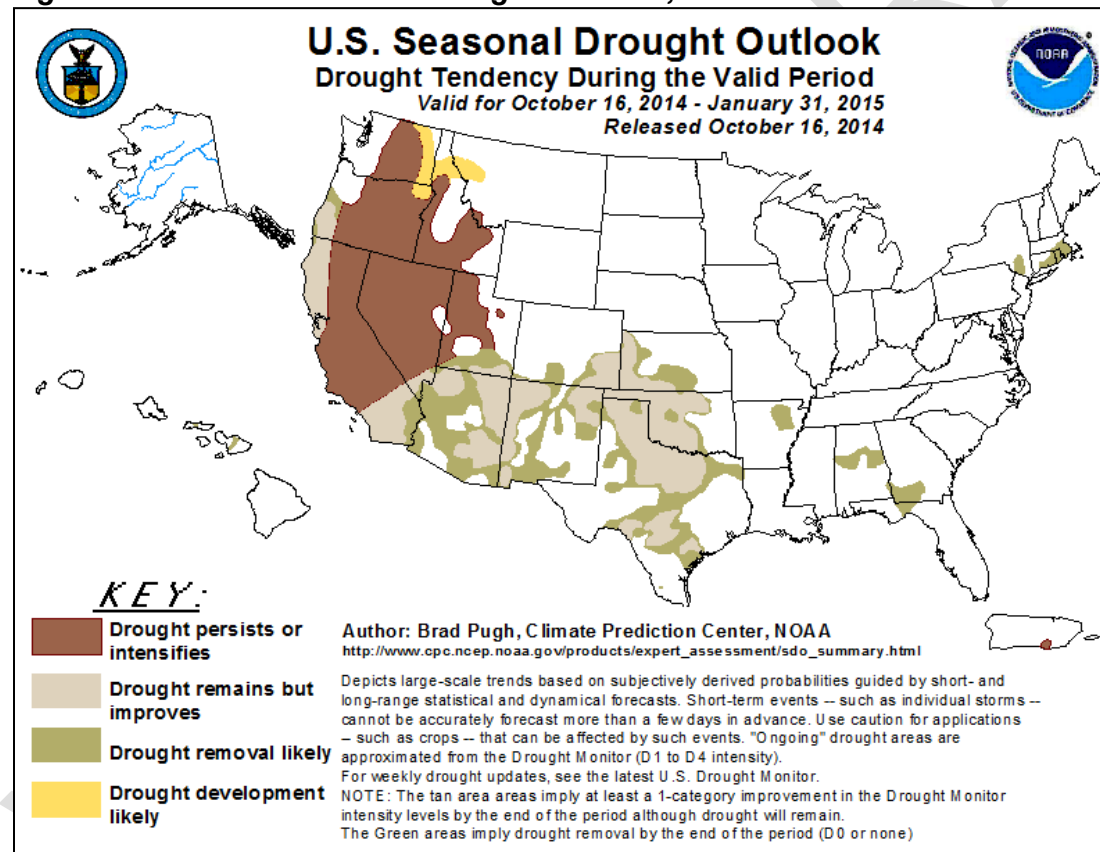 U.S. Seasonal Drought Outlook
Drought Tendency During the Valid Period
Valid for October 16, 2014 - January 31, 2015
Released October 16, 2014
NOAA
KEY:
Drought persists or
intensifies
Drought remains but
improves
Drought removal likely
Drought development
likely
Author: Brad Pugh, Climate Prediction Center, NOAA
http://www.cpc.ncep.noaa.gov/products/expert_assessment/sdo_summary.html
Depicts large-scale trends based on subjectively derived probabilities guided by short- and
long-range statistical and dynamical forecasts. Short-term events -- such as individual storms --
cannot be accurately forecast more than a few days in advance. Use caution for applications
-- such as crops -- that can be affected by such events. "Ongoing" drought areas are
approximated from the Drought Monitor (D1 to D4 intensity).
For weekly drought updates, see the latest U.S. Drought Monitor.
NOTE: The tan area areas imply at least a 1-category improvement in the Drought Monitor
intensity levels by the end of the period although drought will remain.
The Green areas imply drought removal by the end of the period (D0 or none)